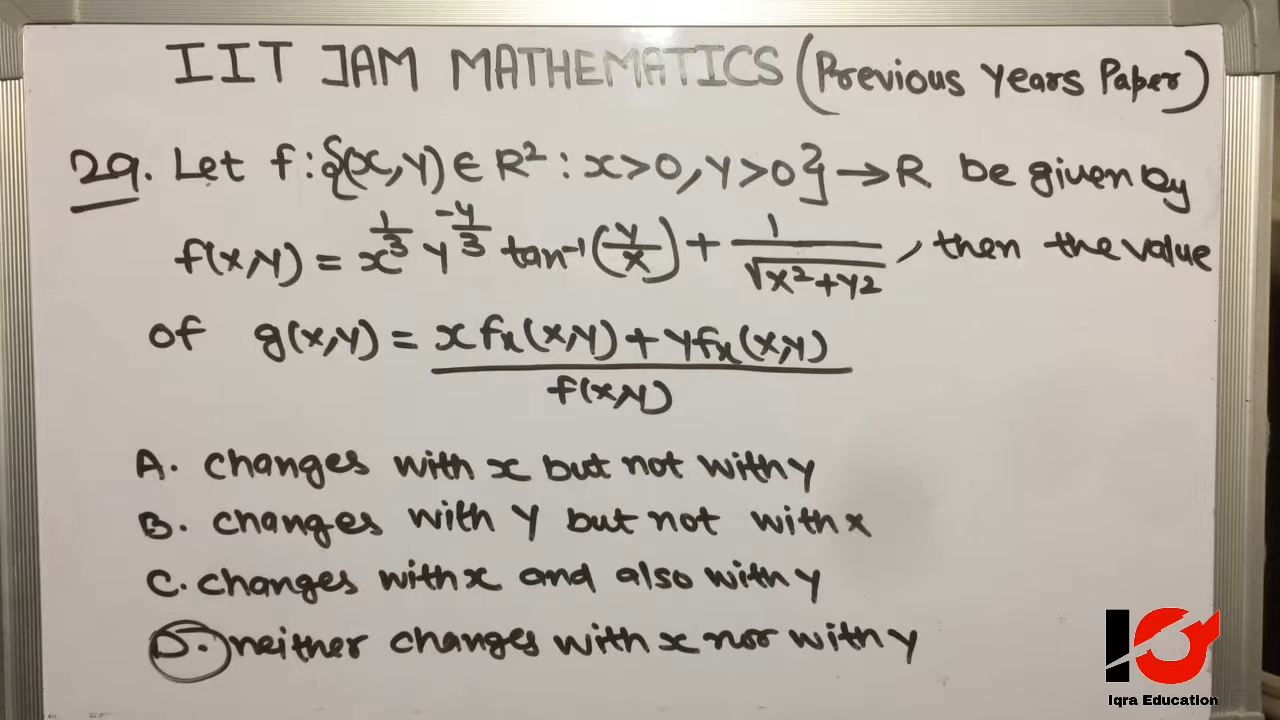 IIT JAM MATHEMATICS (Previous Years Paper)
29. Let f:{(x,y)∈R² : x>0,y>0}→R be given by
f(x,y) = x^{1/3} y^{-4/3} tan⁻¹(y/x) + 1/√(x²+y²), then the value
of g(x,y) = (x fx(x,y) + y fx(x,y)) / f(x,y)
A. changes with x but not with y
B. changes with y but not with x
C. changes with x and also with y
D. neither changes with x nor with y
IQ
Iqra Education